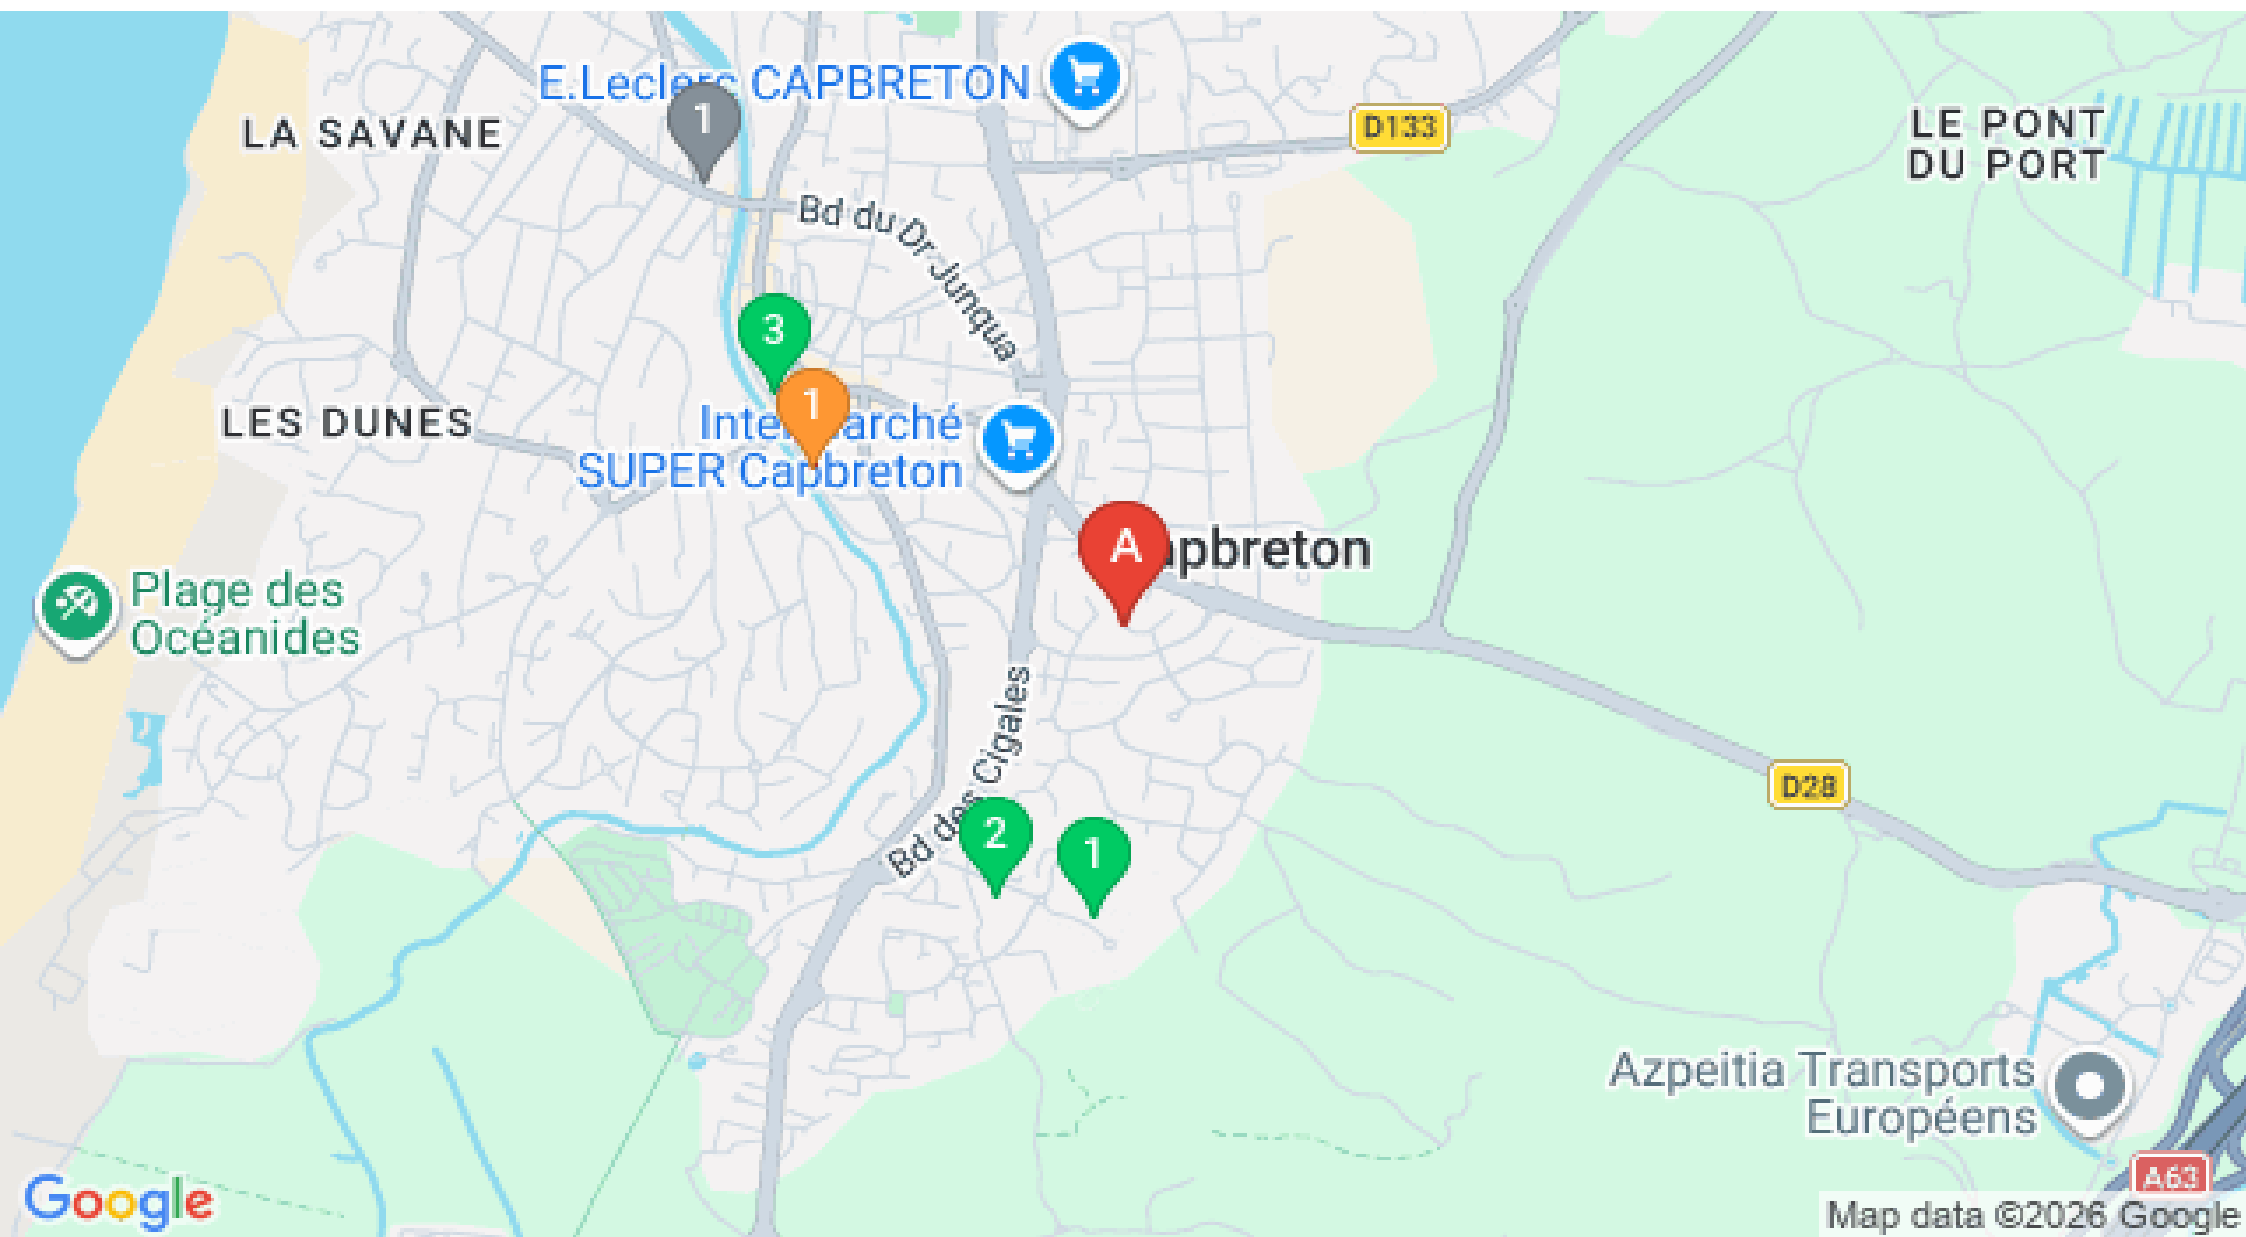 E.Leclerc CAPBRETON
1
LA SAVANE
D133
LE PONT
DU PORT
Bd du Dr Junqua
3
1
Intermarché
SUPER Capbreton
LES DUNES
A
Capbreton
Plage des
Océanides
Bd des Cigales
D28
2
1
Azpeitia Transports
Européens
A63
Google
Map data ©2026 Google